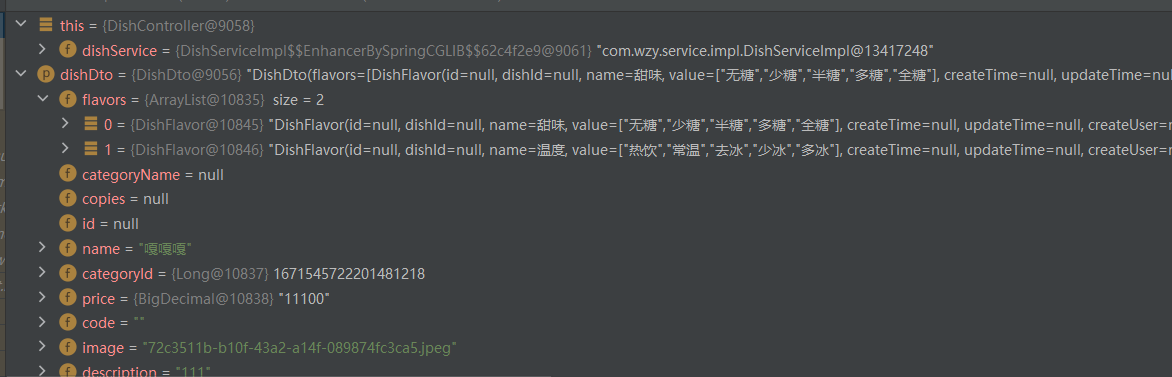 this = {DishController@9058}
dishService = {DishServiceImpl$$EnhancerBySpringCGLIB$$62c4f2e9@9061} "com.wzy.service.impl.DishServiceImpl@13417248"
dishDto = {DishDto@9056} "DishDto(flavors=[DishFlavor(id=null, dishId=null, name=甜味, value=["无糖","少糖","半糖","多糖","全糖"], createTime=null, updateTime=null
flavors = {ArrayList@10835} size = 2
0 = {DishFlavor@10845} "DishFlavor(id=null, dishId=null, name=甜味, value=["无糖","少糖","半糖","多糖","全糖"], createTime=null, updateTime=null, createUser=n
1 = {DishFlavor@10846} "DishFlavor(id=null, dishId=null, name=温度, value=["热饮","常温","去冰","少冰","多冰"], createTime=null, updateTime=null, createUser=n
categoryName = null
copies = null
id = null
name = "嘎嘎嘎"
categoryId = {Long@10837} 1671545722201481218
price = {BigDecimal@10838} "11100"
code = ""
image = "72c3511b-b10f-43a2-a14f-089874fc3ca5.jpeg"
description = "111"